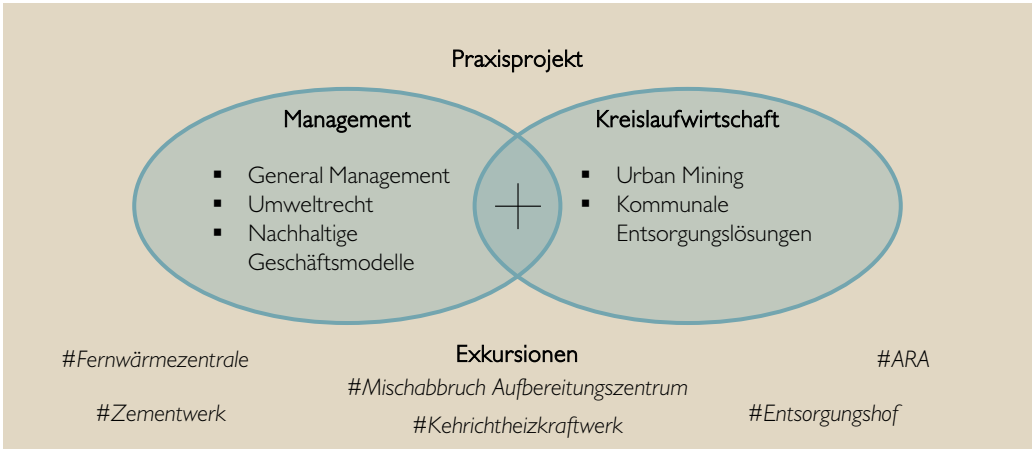 Praxisprojekt
Management
▪ General Management
▪ Umweltrecht
▪ Nachhaltige
Geschäftsmodelle
+
Kreislaufwirtschaft
▪ Urban Mining
▪ Kommunale
Entsorgungslösungen
Exkursionen
#Fernwärmezentrale
#Mischabbruch Aufbereitungszentrum
#ARA
#Zementwerk
#Kehrichtheizkraftwerk
#Entsorgungshof